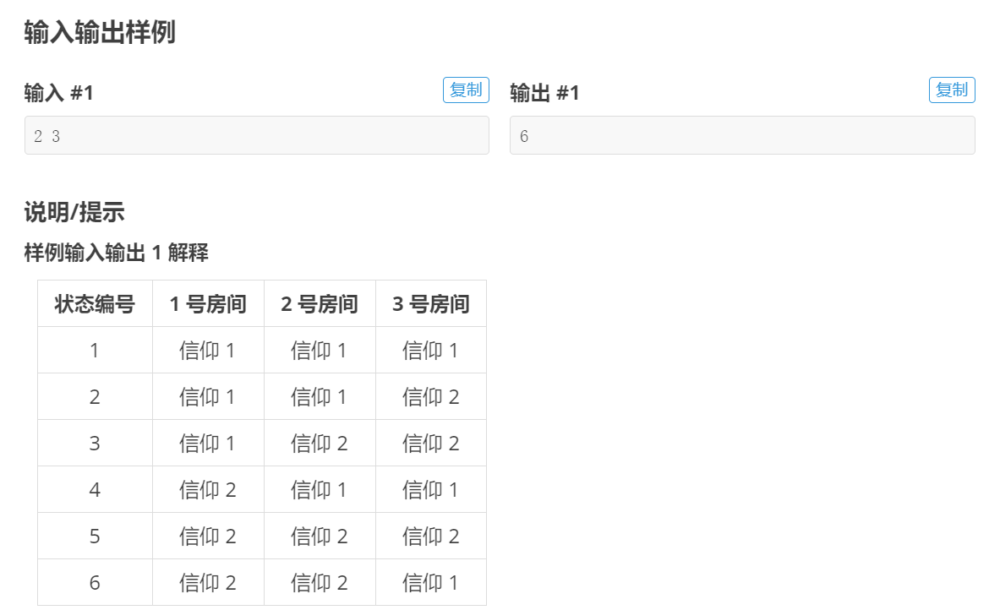 输入输出样例
输入 #1 复制 输出 #1 复制
2 3 6
说明/提示
样例输入输出 1 解释
状态编号 1 号房间 2 号房间 3 号房间
1 信仰 1 信仰 1 信仰 1
2 信仰 1 信仰 1 信仰 2
3 信仰 1 信仰 2 信仰 2
4 信仰 2 信仰 1 信仰 1
5 信仰 2 信仰 2 信仰 2
6 信仰 2 信仰 2 信仰 1